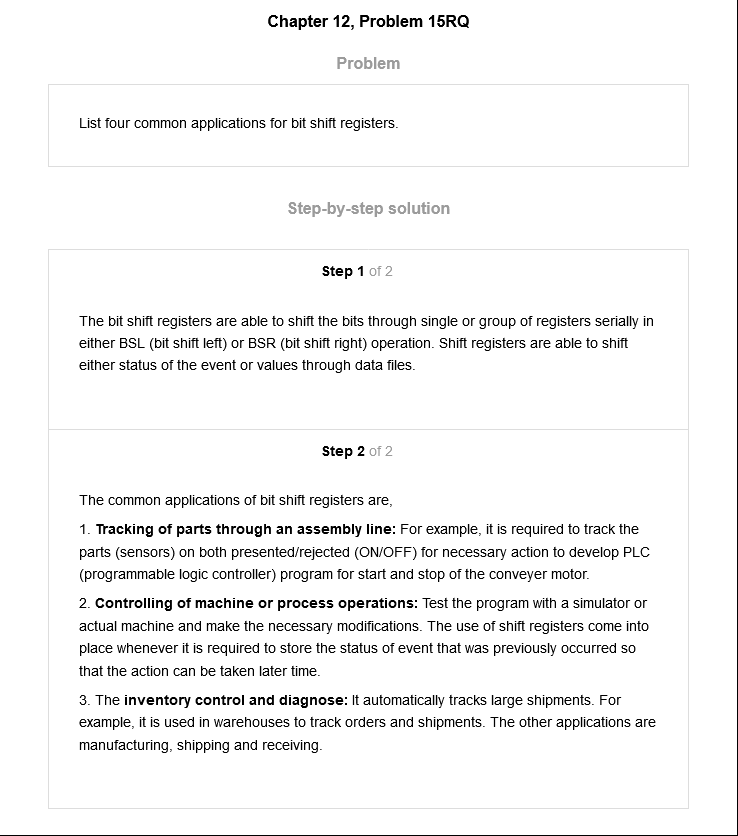 Chapter 12, Problem 15RQ
Problem
List four common applications for bit shift registers.
Step-by-step solution
Step 1 of 2
The bit shift registers are able to shift the bits through single or group of registers serially in
either BSL (bit shift left) or BSR (bit shift right) operation. Shift registers are able to shift
either status of the event or values through data files.
Step 2 of 2
The common applications of bit shift registers are,
1. Tracking of parts through an assembly line: For example, it is required to track the
parts (sensors) on both presented/rejected (ON/OFF) for necessary action to develop PLC
(programmable logic controller) program for start and stop of the conveyer motor.
2. Controlling of machine or process operations: Test the program with a simulator or
actual machine and make the necessary modifications. The use of shift registers come into
place whenever it is required to store the status of event that was previously occurred so
that the action can be taken later time.
3. The inventory control and diagnose: It automatically tracks large shipments. For
example, it is used in warehouses to track orders and shipments. The other applications are
manufacturing, shipping and receiving.